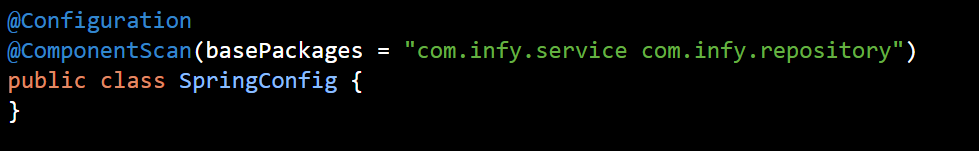 @Configuration
@ComponentScan(basePackages = "com.infy.service com.infy.repository")
public class SpringConfig {
}